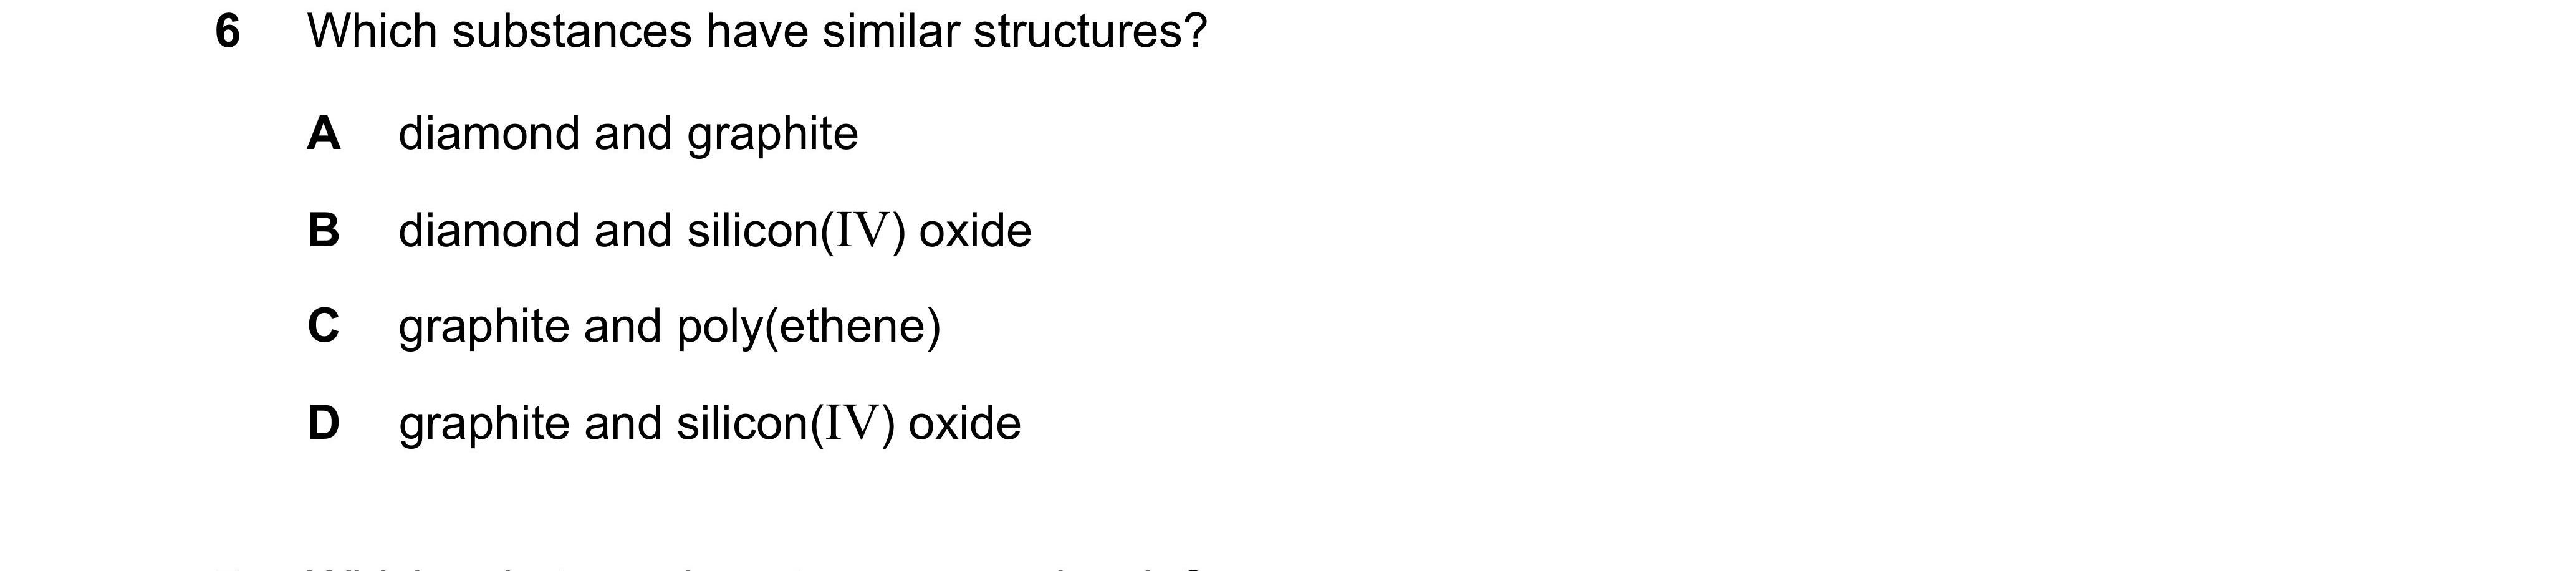 6 Which substances have similar structures?
A diamond and graphite
B diamond and silicon(IV) oxide
C graphite and poly(ethene)
D graphite and silicon(IV) oxide